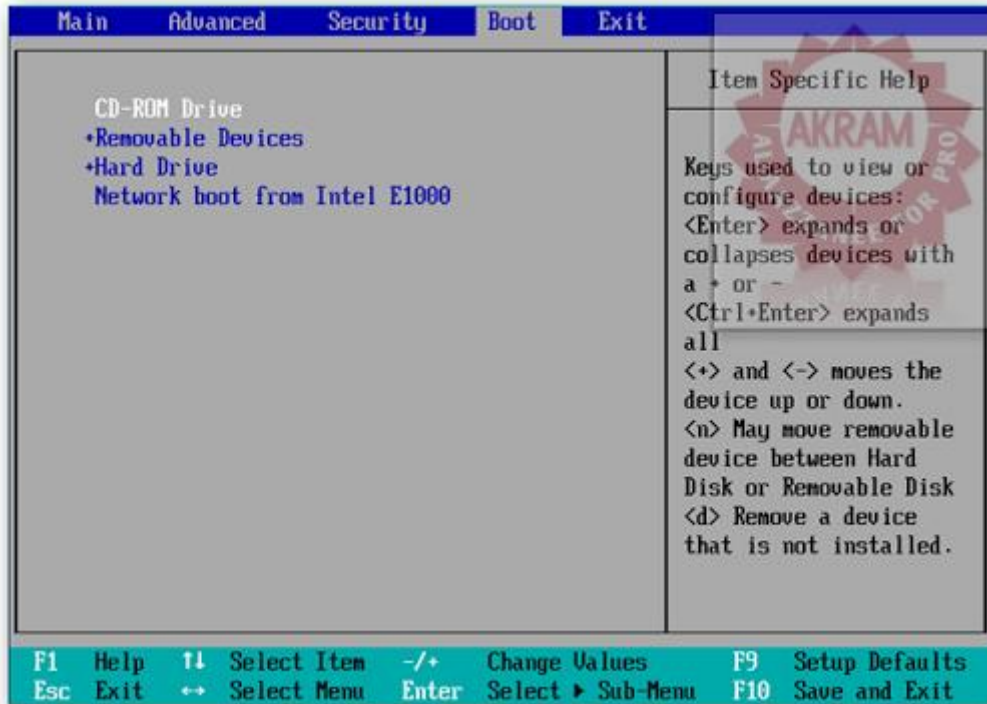 Main Advanced Security Boot Exit
CD-ROM Drive
+Removable Devices
+Hard Drive
Network boot from Intel E1000
Item Specific Help
Keys used to view or
configure devices:
<Enter> expands or
collapses devices with
a + or -
<Ctrl+Enter> expands
all
<+> and <-> moves the
device up or down.
<n> May move removable
device between Hard
Disk or Removable Disk
<d> Remove a device
that is not installed.
AKRAM
FOR PRO
F1 Help ↑↓ Select Item -/+ Change Values F9 Setup Defaults
Esc Exit ↔ Select Menu Enter Select ▶ Sub-Menu F10 Save and Exit